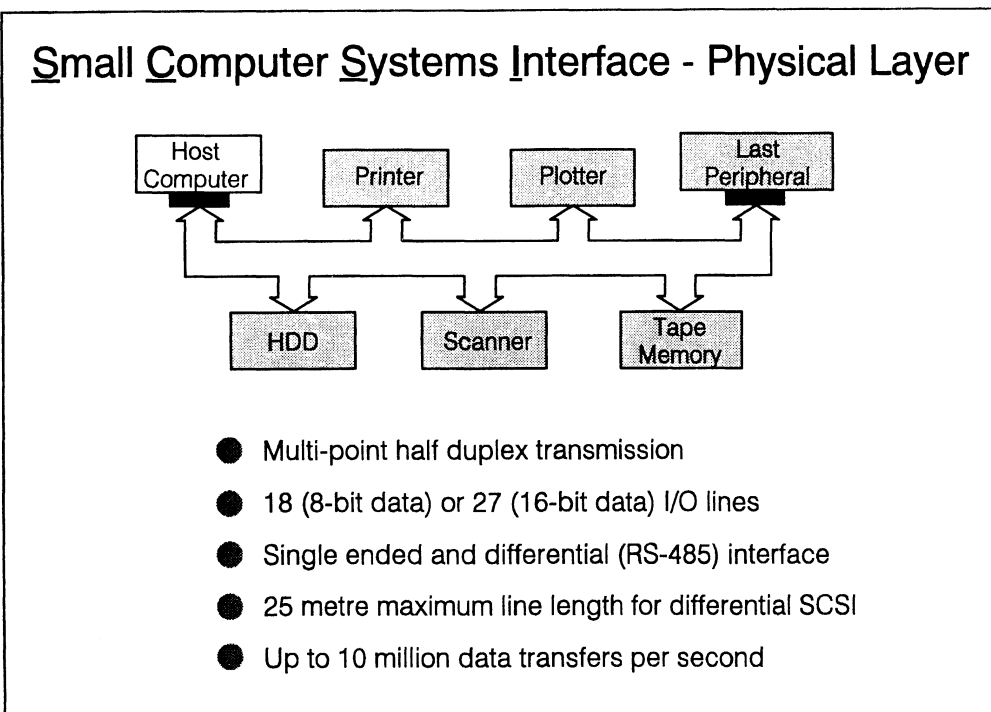 Small Computer Systems Interface - Physical Layer
Host
Computer
Printer
Plotter
Last
Peripheral
HDD
Scanner
Tape
Memory
Multi-point half duplex transmission
18 (8-bit data) or 27 (16-bit data) I/O lines
Single ended and differential (RS-485) interface
25 metre maximum line length for differential SCSI
Up to 10 million data transfers per second